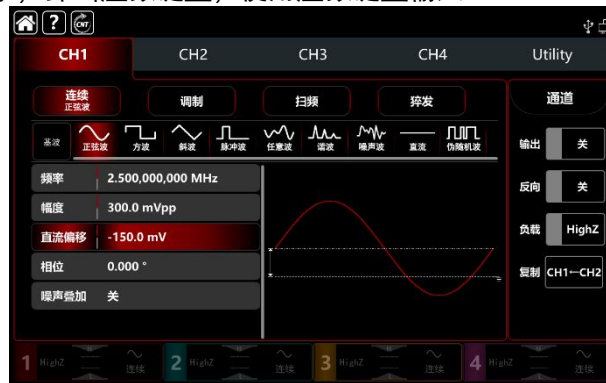 CNT
CH1
CH2
CH3
CH4
Utility
连续
正弦波
调制
扫频
猝发
通道
基波
正弦波
方波
斜波
脉冲波
任意波
谐波
噪声波
直流
伪随机波
频率 2.500,000,000 MHz
幅度 300.0 mVpp
直流偏移 -150.0 mV
相位 0.000 °
噪声叠加 关
输出 关
反向 关
负载 HighZ
复制 CH1←CH2
1 HighZ 连续
2 HighZ 连续
3 HighZ 连续
4 HighZ 连续